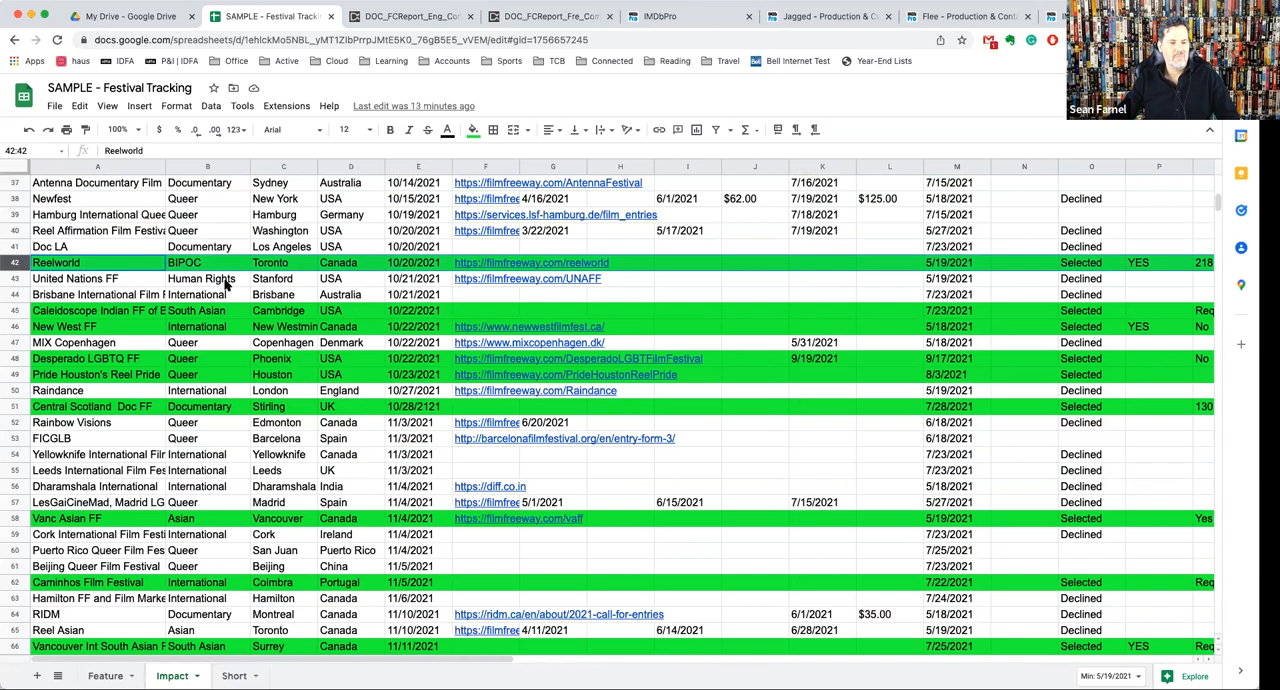 My Drive - Google Drive
SAMPLE - Festival Tracki
DOC_FCReport_Eng_Co
DOC_FCReport_Fre_Com
IMDbPro
Jagged - Production & C
Flee - Production & Conta
docs.google.com/spreadsheets/d/1ehlckMo5NBL_yMT1ZIbPrrpJMtE5K0_76gB5E5_vVEM/edit#gid=1756657245
Apps haus IDFA P&I | IDFA Office Active Cloud Learning Accounts Sports TCB Connected Reading Travel Bell Internet Test Year-End Lists
Sean Farnel
SAMPLE - Festival Tracking
File Edit View Insert Format Data Tools Extensions Help Last edit was 13 minutes ago
100% $ % .0 .00 123 Arial 12 B I S A
42:42 fx Reelworld
A B C D E F G H I J K L M N O P
37 Antenna Documentary Film Documentary Sydney Australia 10/14/2021 https://filmfreeway.com/AntennaFestival 7/16/2021 7/15/2021
38 Newfest Queer New York USA 10/15/2021 https://filmfree 4/16/2021 6/1/2021 $62.00 7/19/2021 $125.00 Declined
39 Hamburg International Quee Queer Hamburg Germany 10/19/2021 https://services.lsf-hamburg.de/film_entries 7/18/2021 7/15/2021
40 Reel Affirmation Film Festiva Queer Washington USA 10/20/2021 https://filmfree 3/22/2021 5/17/2021 7/19/2021 5/27/2021 Declined
41 Doc LA Documentary Los Angeles USA 10/20/2021 7/23/2021 Declined
42 Reelworld BIPOC Toronto Canada 10/20/2021 https://filmfreeway.com/reelworld 5/19/2021 Selected YES 218
43 United Nations FF Human Rights Stanford USA 10/21/2021 https://filmfreeway.com/UNAFF 5/19/2021 Declined
44 Brisbane International Film F International Brisbane Australia 10/21/2021 7/23/2021 Declined
45 Caleidoscope Indian FF of B South Asian Cambridge USA 10/22/2021 7/23/2021 Selected Req
46 New West FF International New Westmin Canada 10/22/2021 https://www.newwestfilmfest.ca/ 5/18/2021 Selected YES No
47 MIX Copenhagen Queer Copenhagen Denmark 10/22/2021 https://www.mixcopenhagen.dk/ 5/31/2021 5/18/2021 Declined
48 Desperado LGBTQ FF Queer Phoenix USA 10/22/2021 https://filmfreeway.com/DesperadoLGBTFilmFestival 9/19/2021 9/17/2021 Selected No
49 Pride Houston's Reel Pride Queer Houston USA 10/23/2021 https://filmfreeway.com/PrideHoustonReelPride 8/3/2021 Selected
50 Raindance International London England 10/27/2021 https://filmfreeway.com/Raindance 5/19/2021 Declined
51 Central Scotland Doc FF Documentary Stirling UK 10/28/2121 7/28/2021 Selected 130
52 Rainbow Visions Queer Edmonton Canada 11/3/2021 https://filmfree 6/20/2021 6/18/2021 Declined
53 FICGLB Queer Barcelona Spain 11/3/2021 http://barcelonafilmfestival.org/en/entry-form-3/ 6/18/2021
54 Yellowknife International Filr International Yellowknife Canada 11/3/2021 7/23/2021 Declined
55 Leeds International Film Fes International Leeds UK 11/3/2021 7/23/2021 Declined
56 Dharamshala International International Dharamshala India 11/4/2021 https://diff.co.in 5/18/2021 Declined
57 LesGaiCineMad, Madrid LG Queer Madrid Spain 11/4/2021 https://filmfree 5/1/2021 6/15/2021 7/15/2021 5/27/2021 Declined
58 Vanc Asian FF Asian Vancouver Canada 11/4/2021 https://filmfreeway.com/vaff 5/19/2021 Selected Yes
59 Cork International Film Festi International Cork Ireland 11/4/2021 7/23/2021 Declined
60 Puerto Rico Queer Film Fes Queer San Juan Puerto Rico 11/4/2021 7/25/2021
61 Beijing Queer Film Festival Queer Beijing China 11/5/2021 7/23/2021
62 Caminhos Film Festival International Coimbra Portugal 11/5/2021 7/22/2021 Selected Req
63 Hamilton FF and Film Marke International Hamilton Canada 11/6/2021 7/24/2021 Declined
64 RIDM Documentary Montreal Canada 11/10/2021 https://ridm.ca/en/about/2021-call-for-entries 6/1/2021 $35.00 5/18/2021 Declined
65 Reel Asian Asian Toronto Canada 11/10/2021 https://filmfree 4/11/2021 6/14/2021 6/28/2021 5/19/2021 Declined
66 Vancouver Int South Asian F South Asian Surrey Canada 11/11/2021 7/25/2021 Selected YES Req
Feature Impact Short Min: 5/19/2021 Explore